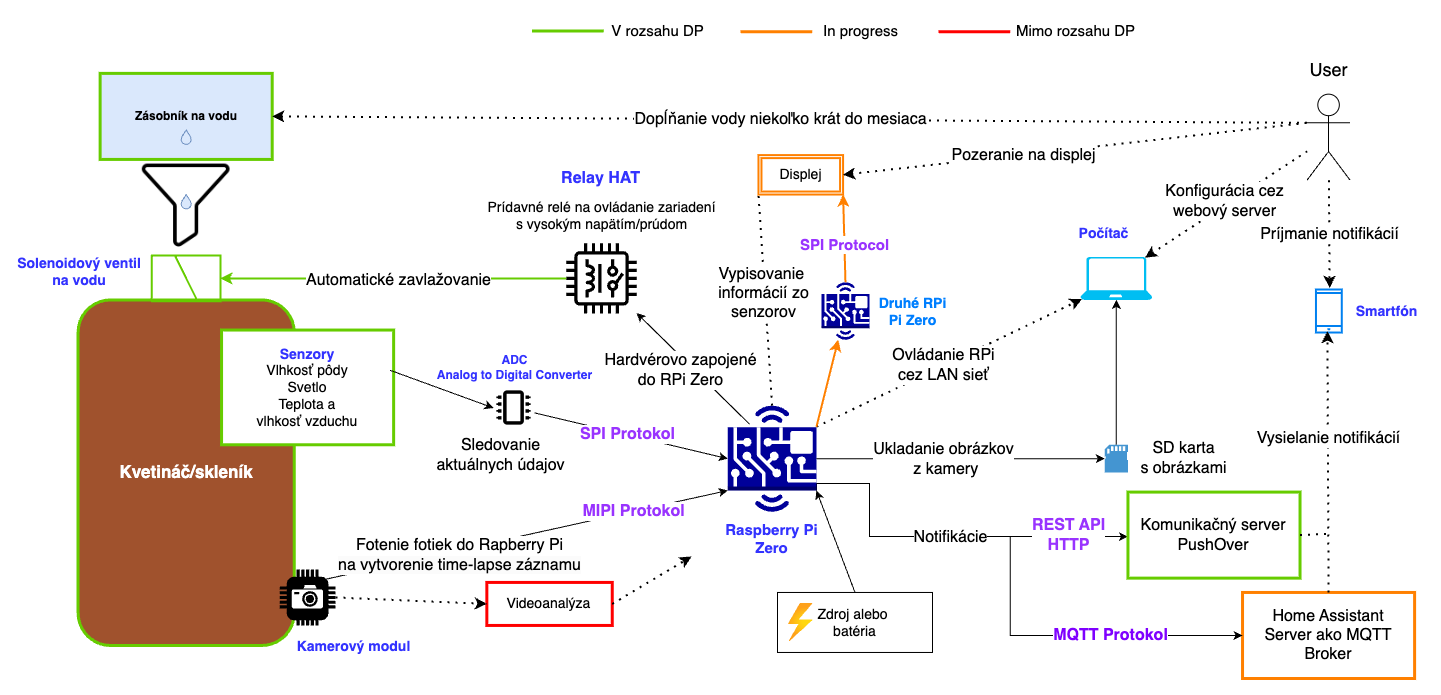 V rozsahu DP
In progress
Mimo rozsahu DP
User
Zásobník na vodu
Dopĺňanie vody niekoľko krát do mesiaca
Pozeranie na displej
Displej
Relay HAT
Prídavné relé na ovládanie zariadení
s vysokým napätím/prúdom
Konfigurácia cez
webový server
Príjmanie notifikácií
Počítač
SPI Protocol
Solenoidový ventil
na vodu
Automatické zavlažovanie
Vypisovanie
informácií zo
senzorov
Druhé RPi
Pi Zero
Smartfón
Senzory
Vlhkosť pôdy
Svetlo
Teplota a
vlhkosť vzduchu
ADC
Analog to Digital Converter
Hardvérovo zapojené
do RPi Zero
Ovládanie RPi
cez LAN sieť
SPI Protokol
Sledovanie
aktuálnych údajov
Kvetináč/skleník
Ukladanie obrázkov
z kamery
SD karta
s obrázkami
Vysielanie notifikácií
MIPI Protokol
Raspberry Pi
Zero
Fotenie fotiek do Rapberry Pi
na vytvorenie time-lapse záznamu
Notifikácie
REST API
HTTP
Komunikačný server
PushOver
Videoanalýza
Kamerový modul
Zdroj alebo
batéria
MQTT Protokol
Home Assistant
Server ako MQTT
Broker